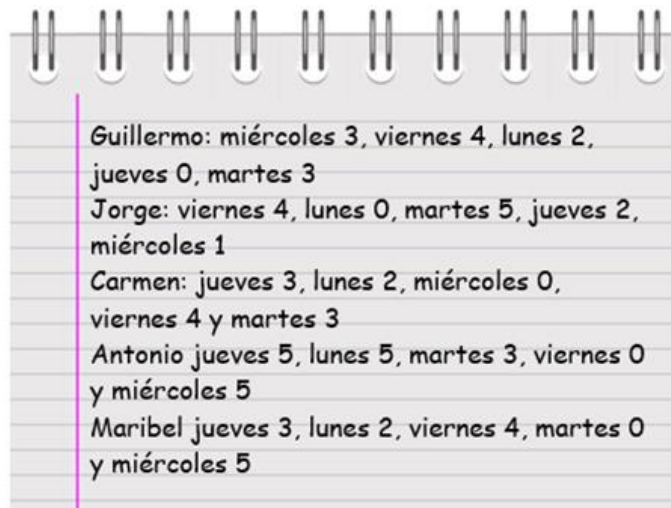 Guillermo: miércoles 3, viernes 4, lunes 2,
jueves 0, martes 3
Jorge: viernes 4, lunes 0, martes 5, jueves 2,
miércoles 1
Carmen: jueves 3, lunes 2, miércoles 0,
viernes 4 y martes 3
Antonio jueves 5, lunes 5, martes 3, viernes 0
y miércoles 5
Maribel jueves 3, lunes 2, viernes 4, martes 0
y miércoles 5